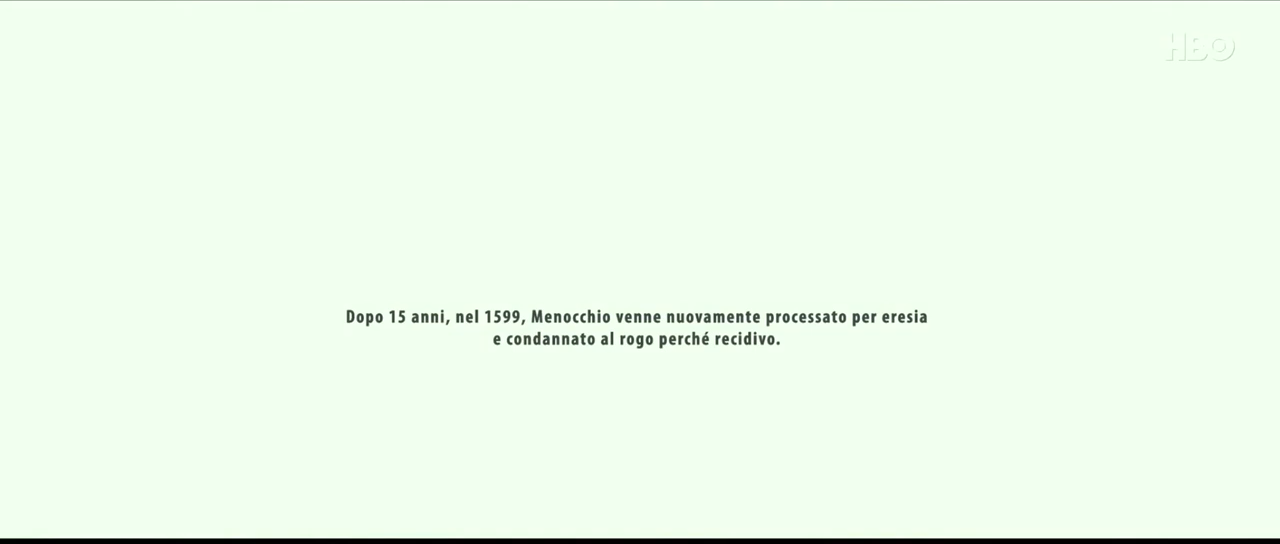 HBO
Dopo 15 anni, nel 1599, Menocchio venne nuovamente processato per eresia
e condannato al rogo perché recidivo.